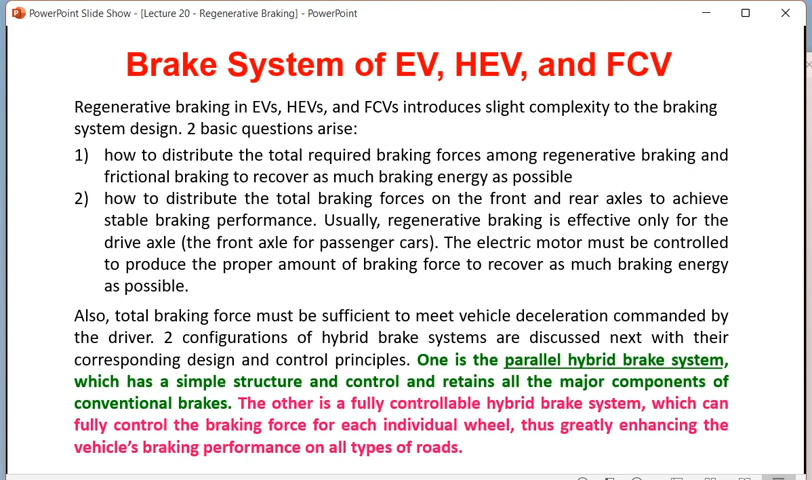 PowerPoint Slide Show - [Lecture 20 - Regenerative Braking] - PowerPoint
Brake System of EV, HEV, and FCV
Regenerative braking in EVs, HEVs, and FCVs introduces slight complexity to the braking
system design. 2 basic questions arise:
1) how to distribute the total required braking forces among regenerative braking and
frictional braking to recover as much braking energy as possible
2) how to distribute the total braking forces on the front and rear axles to achieve
stable braking performance. Usually, regenerative braking is effective only for the
drive axle (the front axle for passenger cars). The electric motor must be controlled
to produce the proper amount of braking force to recover as much braking energy
as possible.
Also, total braking force must be sufficient to meet vehicle deceleration commanded by
the driver. 2 configurations of hybrid brake systems are discussed next with their
corresponding design and control principles. One is the parallel hybrid brake system,
which has a simple structure and control and retains all the major components of
conventional brakes. The other is a fully controllable hybrid brake system, which can
fully control the braking force for each individual wheel, thus greatly enhancing the
vehicle's braking performance on all types of roads.